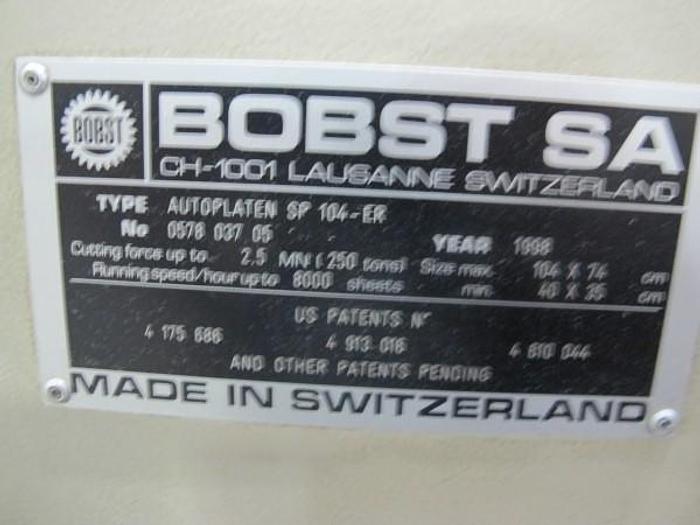 BOBST
BOBST SA
CH-1001 LAUSANNE SWITZERLAND
TYPE AUTOPLATEN SP 104-ER
No 0578 037 05 YEAR 1998
Cutting force up to 2.5 MN (250 tons) Size max. 104 X 74 cm
Running speed/hour up to 8000 sheets min. 40 X 35 cm
US PATENTS N°
4 175 686 4 913 016 4 810 044
AND OTHER PATENTS PENDING
MADE IN SWITZERLAND